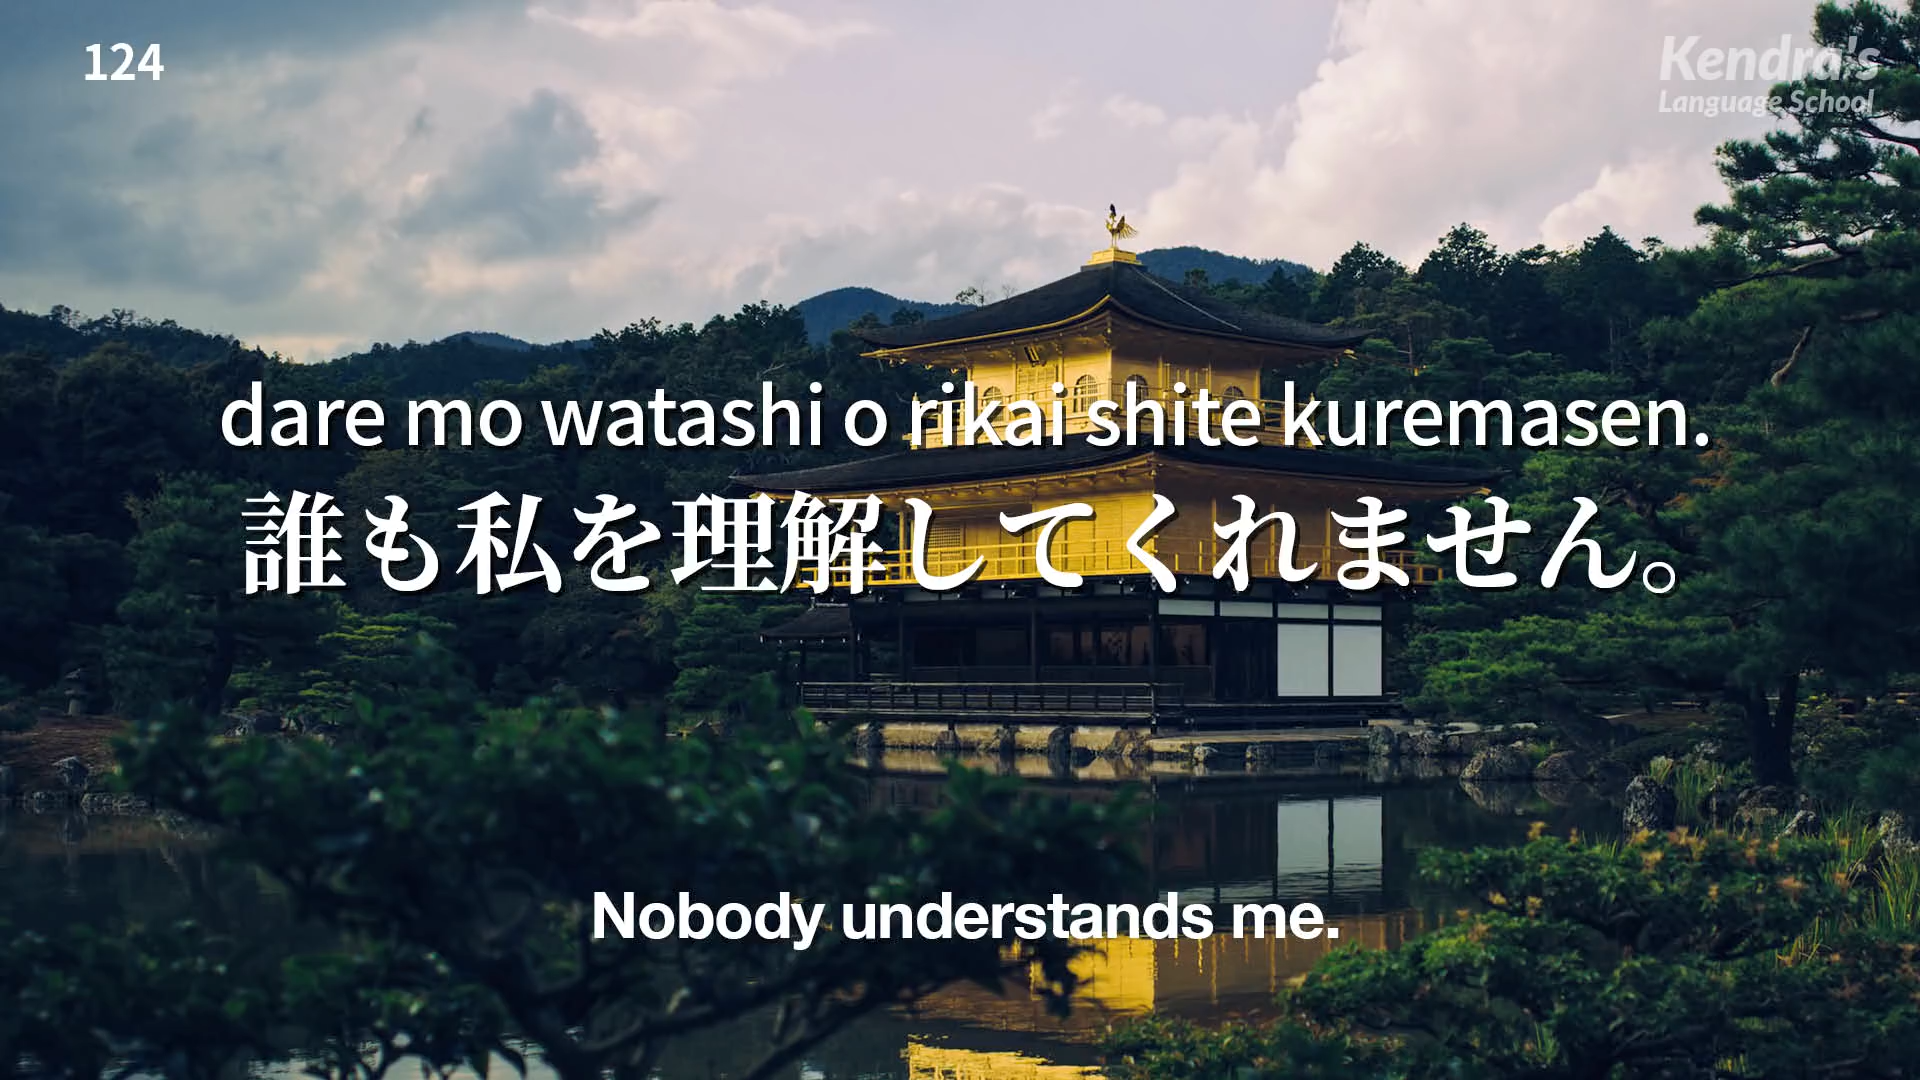 124
Kendra's
Language School
dare mo watashi o rikai shite kuremasen.
誰も私を理解してくれません。
Nobody understands me.